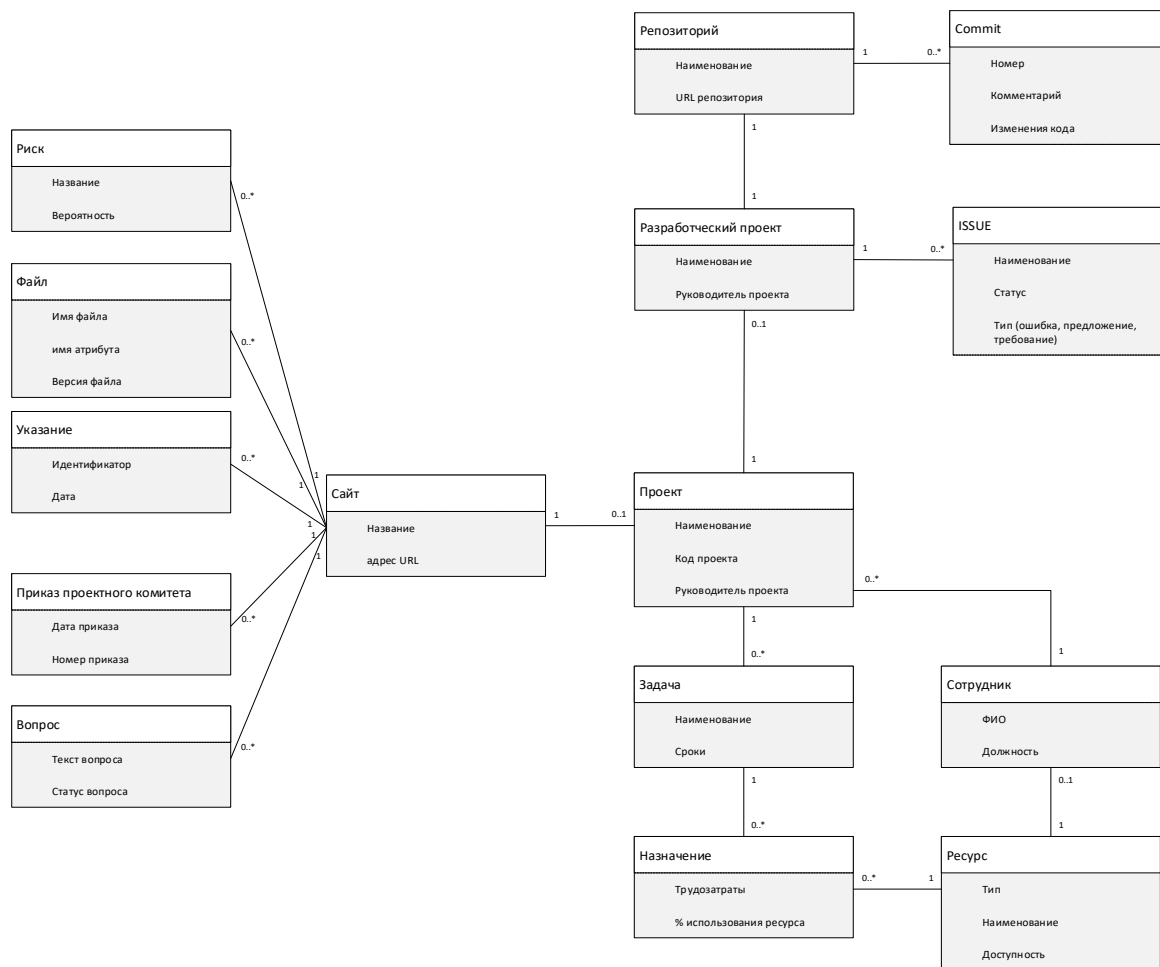 Репозиторий
Наименование
URL репозитория
1
0..*
Commit
Номер
Комментарий
Изменения кода
1
1
Разработческий проект
Наименование
Руководитель проекта
1
0..*
ISSUE
Наименование
Статус
Тип (ошибка, предложение,
требование)
0..1
1
Риск
Название
Вероятность
0..*
Файл
Имя файла
имя атрибута
Версия файла
0..*
Указание
Идентификатор
Дата
0..*
Приказ проектного комитета
Дата приказа
Номер приказа
0..*
Вопрос
Текст вопроса
Статус вопроса
0..*
1
1
1
1
1
Сайт
Название
адрес URL
1
0..1
Проект
Наименование
Код проекта
Руководитель проекта
0..*
1
1
0..*
Задача
Наименование
Сроки
Сотрудник
ФИО
Должность
1
0..*
0..1
1
Назначение
Трудозатраты
% использования ресурса
0..*
1
Ресурс
Тип
Наименование
Доступность